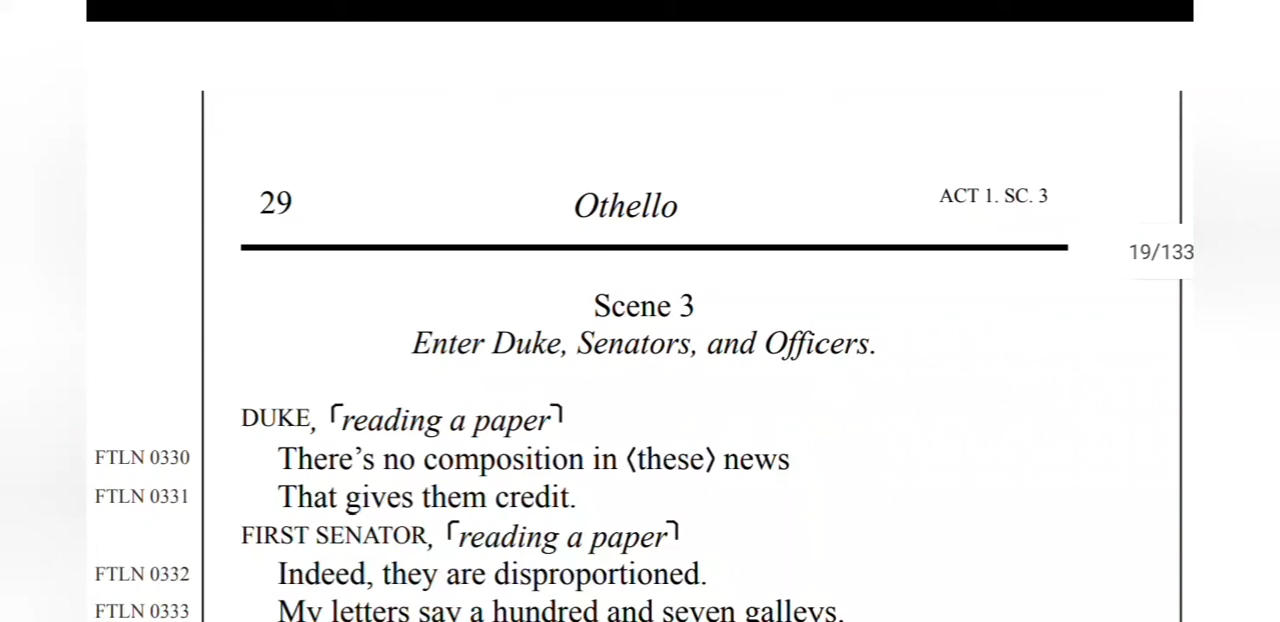 29 Othello ACT 1. SC. 3
19/133
Scene 3
Enter Duke, Senators, and Officers.
DUKE, ⌜reading a paper⌝
FTLN 0330 There’s no composition in ⟨these⟩ news
FTLN 0331 That gives them credit.
FIRST SENATOR, ⌜reading a paper⌝
FTLN 0332 Indeed, they are disproportioned.
FTLN 0333 My letters say a hundred and seven galleys.